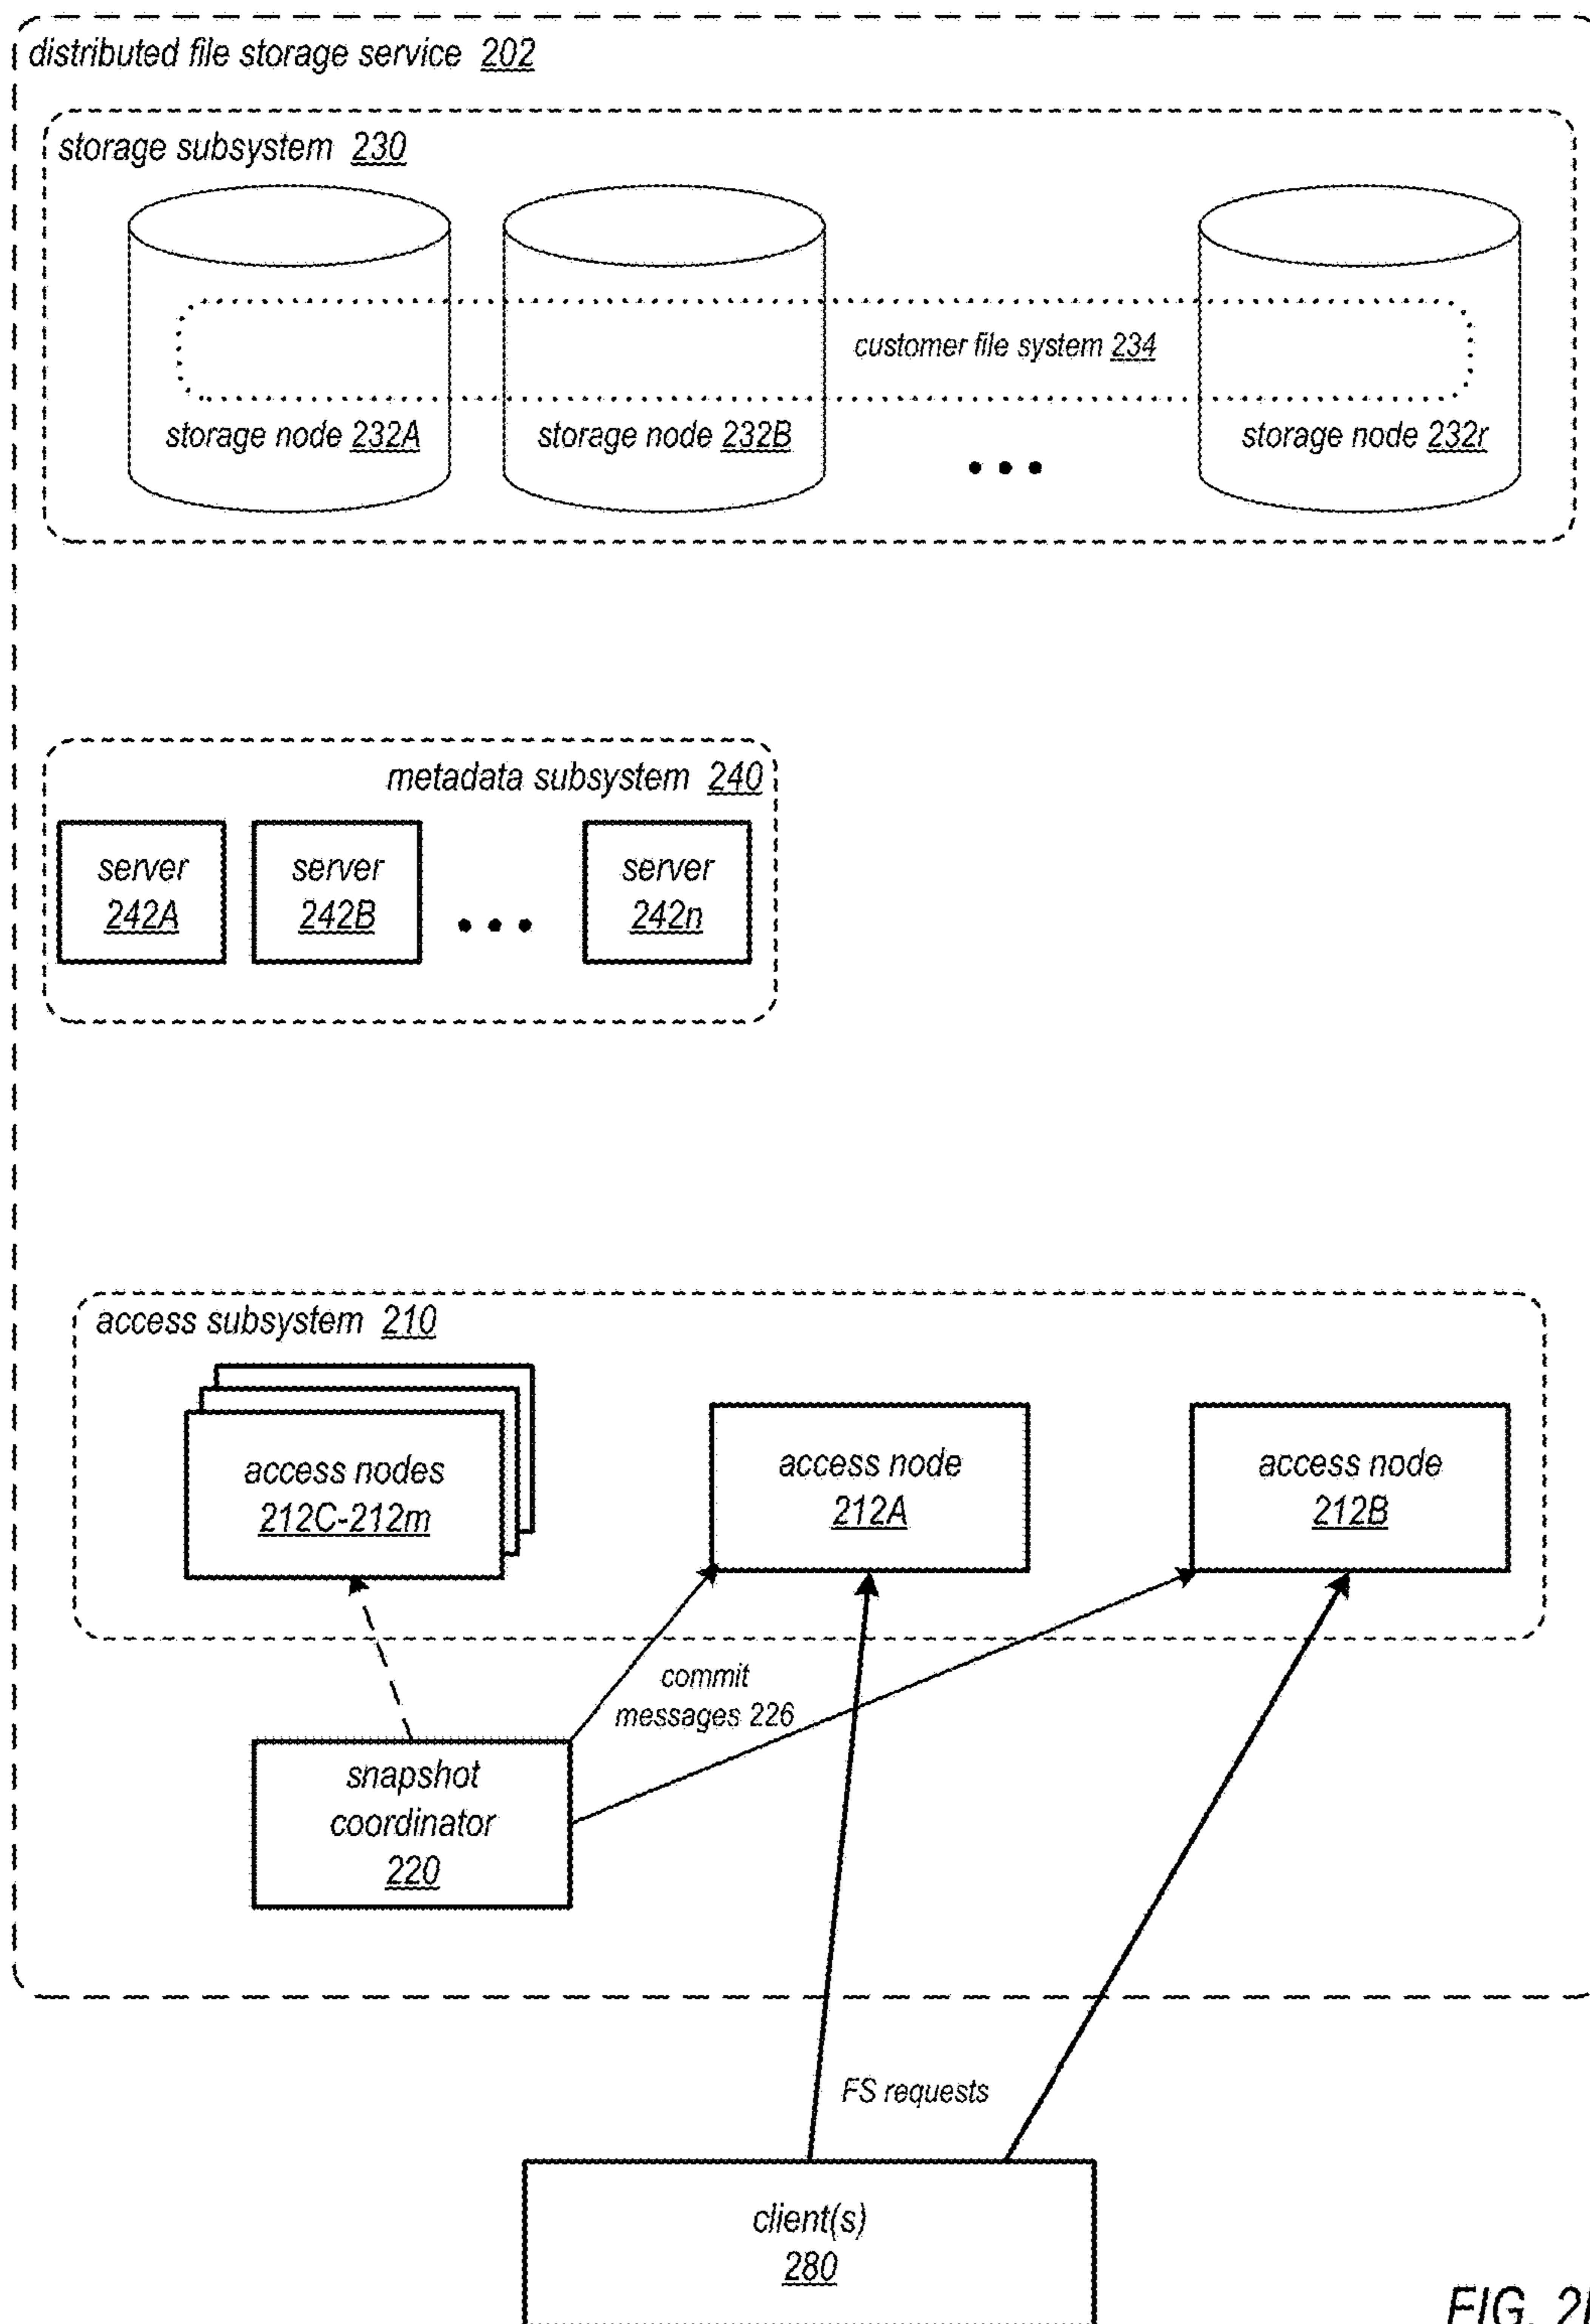 distributed file storage service 202
storage subsystem 230
customer file system 234
storage node 232A
storage node 232B
storage node 232r
metadata subsystem 240
server
242A
server
242B
server
242n
access subsystem 210
access nodes
212C-212m
access node
212A
access node
212B
commit
messages 226
snapshot
coordinator
220
FS requests
client(s)
280
FIG.